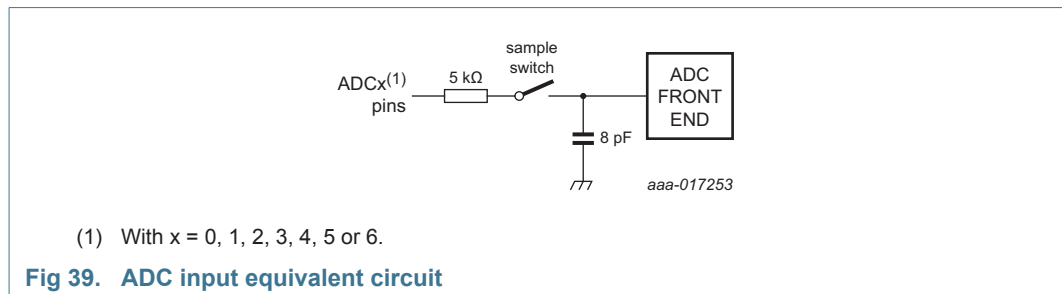 sample
switch
ADCx(1)
pins
5 kΩ
ADC
FRONT
END
8 pF
aaa-017253
(1) With x = 0, 1, 2, 3, 4, 5 or 6.
Fig 39. ADC input equivalent circuit